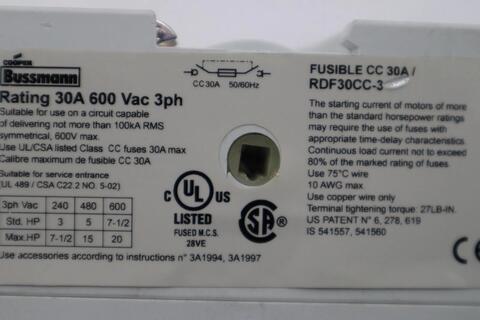 COOPER
Bussmann
Rating 30A 600 Vac 3ph
Suitable for use on a circuit capable
of delivering not more than 100kA RMS
symmetrical, 600V max.
Use UL/CSA listed Class CC fuses 30A max
Calibre maximum de fusible CC 30A
Suitable for service entrance
(UL 489 / CSA C22.2 NO. 5-02)
3ph Vac 240 480 600
Std. HP 3 5 7-1/2
Max.HP 7-1/2 15 20
Use accessories according to instructions n° 3A1994, 3A1997
CC30A 50/60Hz
C UL US
LISTED
FUSED M.C.S.
28VE
SA
FUSIBLE CC 30A /
RDF30CC-3
The starting current of motors of more
than the standard horsepower ratings
may require the use of fuses with
appropriate time-delay characteristics.
Continuous load current not to exceed
80% of the marked rating of fuses.
Use 75°C wire
10 AWG max
Use copper wire only
Terminal tightening torque: 27LB-IN.
US PATENT N° 6, 278, 619
IS 541557, 541560
CE